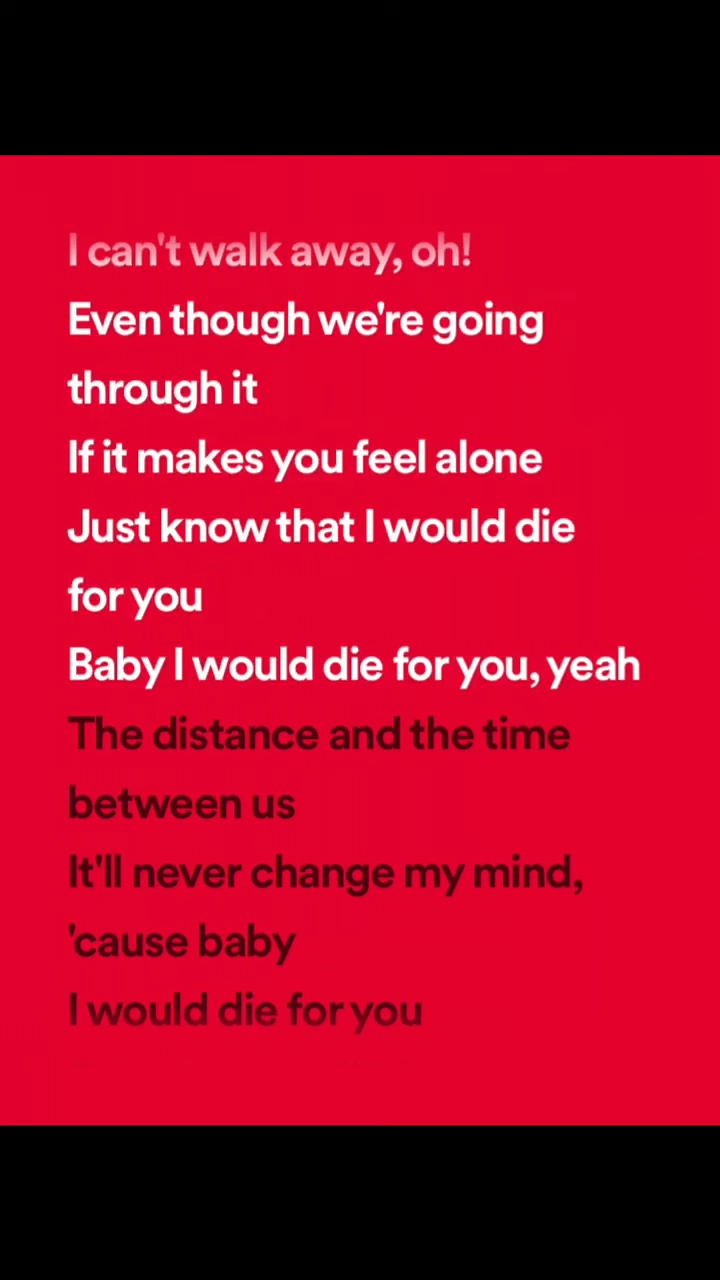 I can't walk away, oh!
Even though we're going
through it
If it makes you feel alone
Just know that I would die
for you
Baby I would die for you, yeah
The distance and the time
between us
It'll never change my mind,
'cause baby
I would die for you